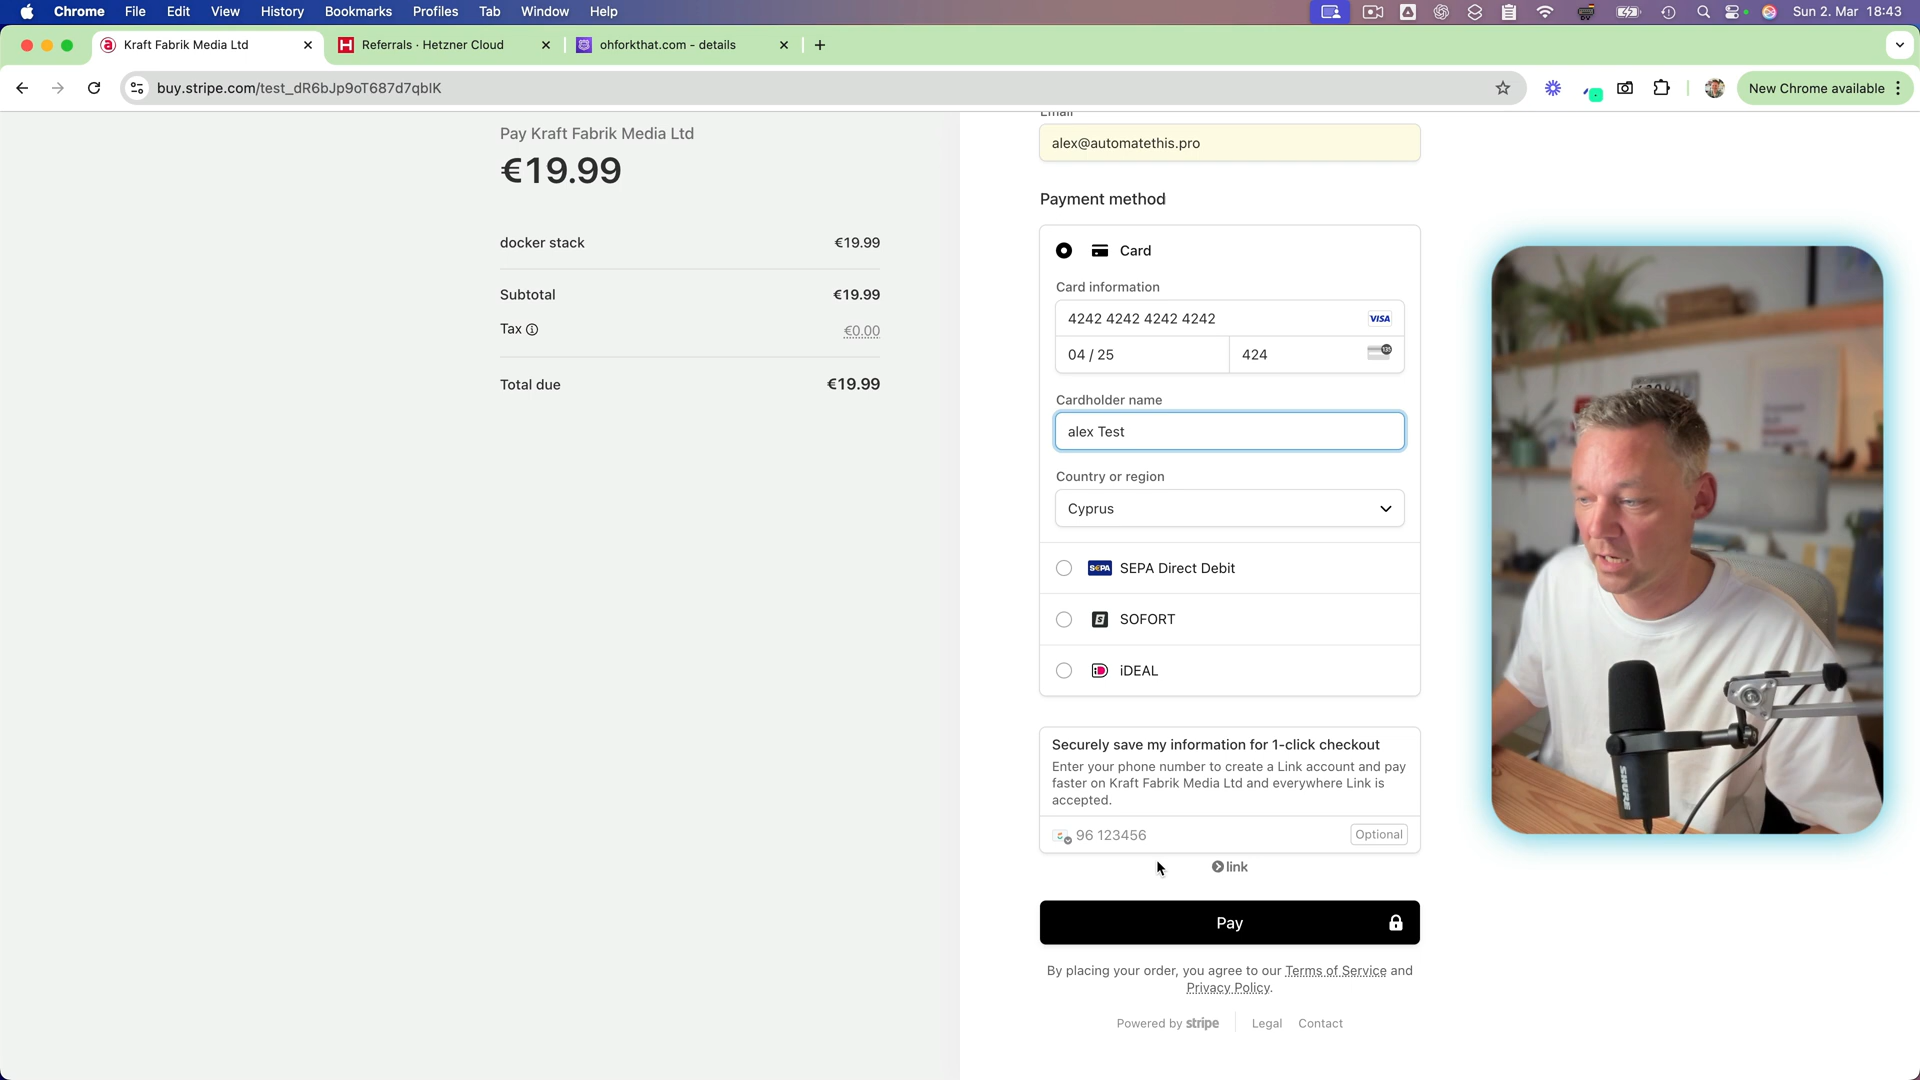 Chrome File Edit View History Bookmarks Profiles Tab Window Help
Sun 2. Mar 18:43
Kraft Fabrik Media Ltd
Referrals · Hetzner Cloud
ohforkthat.com - details
buy.stripe.com/test_dR6bJp9oT687d7qbIK
New Chrome available
Pay Kraft Fabrik Media Ltd
€19.99
docker stack €19.99
Subtotal €19.99
Tax €0.00
Total due €19.99
Email
alex@automatethis.pro
Payment method
Card
Card information
4242 4242 4242 4242 VISA
04 / 25 424
Cardholder name
alex Test
Country or region
Cyprus
SEPA SEPA Direct Debit
SOFORT
iDEAL
Securely save my information for 1-click checkout
Enter your phone number to create a Link account and pay
faster on Kraft Fabrik Media Ltd and everywhere Link is
accepted.
96 123456 Optional
link
Pay
By placing your order, you agree to our Terms of Service and
Privacy Policy.
Powered by stripe Legal Contact
SHURE